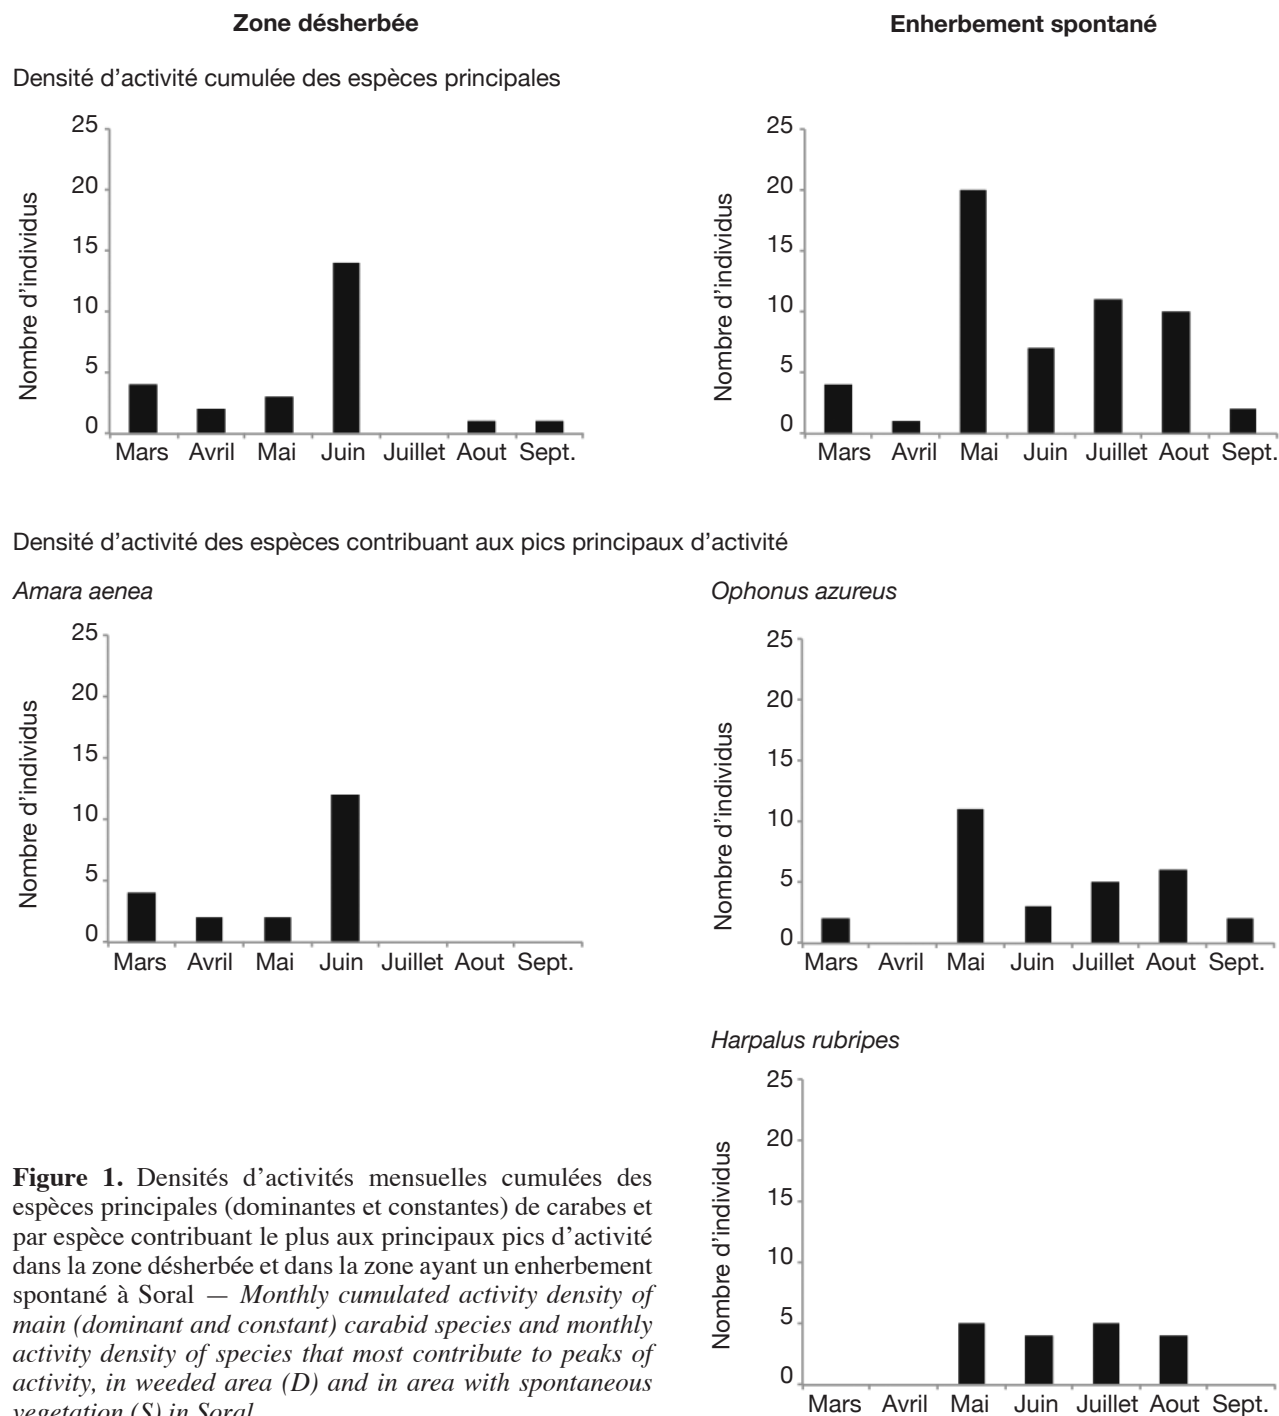 Zone désherbée
Enherbement spontané
Densité d'activité cumulée des espèces principales
25
20
15
10
5
0
Nombre d'individus
Mars Avril Mai Juin Juillet Aout Sept.
25
20
15
10
5
0
Nombre d'individus
Mars Avril Mai Juin Juillet Aout Sept.
Densité d'activité des espèces contribuant aux pics principaux d'activité
Amara aenea
25
20
15
10
5
0
Nombre d'individus
Mars Avril Mai Juin Juillet Aout Sept.
Ophonus azureus
25
20
15
10
5
0
Nombre d'individus
Mars Avril Mai Juin Juillet Aout Sept.
Harpalus rubripes
25
20
15
10
5
0
Nombre d'individus
Mars Avril Mai Juin Juillet Aout Sept.
Figure 1. Densités d'activités mensuelles cumulées des
espèces principales (dominantes et constantes) de carabes et
par espèce contribuant le plus aux principaux pics d'activité
dans la zone désherbée et dans la zone ayant un enherbement
spontané à Soral — Monthly cumulated activity density of
main (dominant and constant) carabid species and monthly
activity density of species that most contribute to peaks of
activity, in weeded area (D) and in area with spontaneous
vegetation (S) in Soral